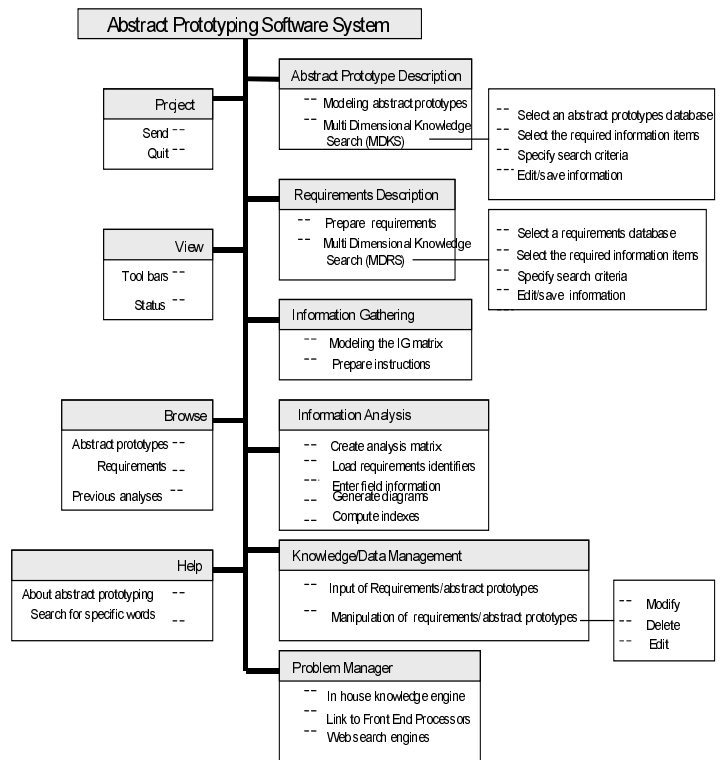 Abstract Prototyping Software System
Project
Send --
Quit --
View
Tool bars --
Status --
Browse
Abstract prototypes --
Requirements --
Previous analyses --
Help
About abstract prototyping --
Search for specific words --
Abstract Prototype Description
-- Modeling abstract prototypes
-- Multi Dimensional Knowledge
Search (MDKS)
-- Select an abstract prototypes database
-- Select the required information items
-- Specify search criteria
--- Edit/save information
Requirements Description
-- Prepare requirements
-- Multi Dimensional Knowledge
Search (MDRS)
-- Select a requirements database
-- Select the required information items
-- Specify search criteria
-- Edit/save information
---
Information Gathering
-- Modeling the IG matrix
-- Prepare instructions
Information Analysis
-- Create analysis matrix
-- Load requirements identifiers
--- Enter field information
-- Generate diagrams
-- Compute indexes
Knowledge/Data Management
-- Input of Requirements/abstract prototypes
-- Manipulation of requirements/abstract prototypes
-- Modify
-- Delete
-- Edit
Problem Manager
-- In house knowledge engine
-- Link to Front End Processors
-- Web search engines